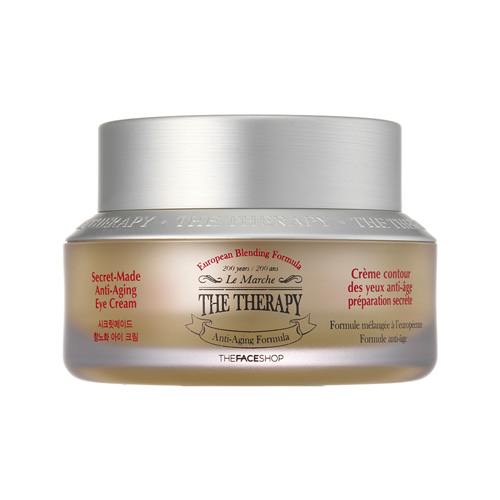 THERAPY · THE THERAPY · THE THERAPY
European Blending Formula
200 years / 200 ans
Le Marche
THE THERAPY
Anti-Aging Formula
THEFACESHOP
Secret-Made
Anti-Aging
Eye Cream
시크릿메이드
항노화 아이 크림
Crème contour
des yeux anti-âge
préparation secrète
Formule mélangée à l'européenne
Formule anti-âge